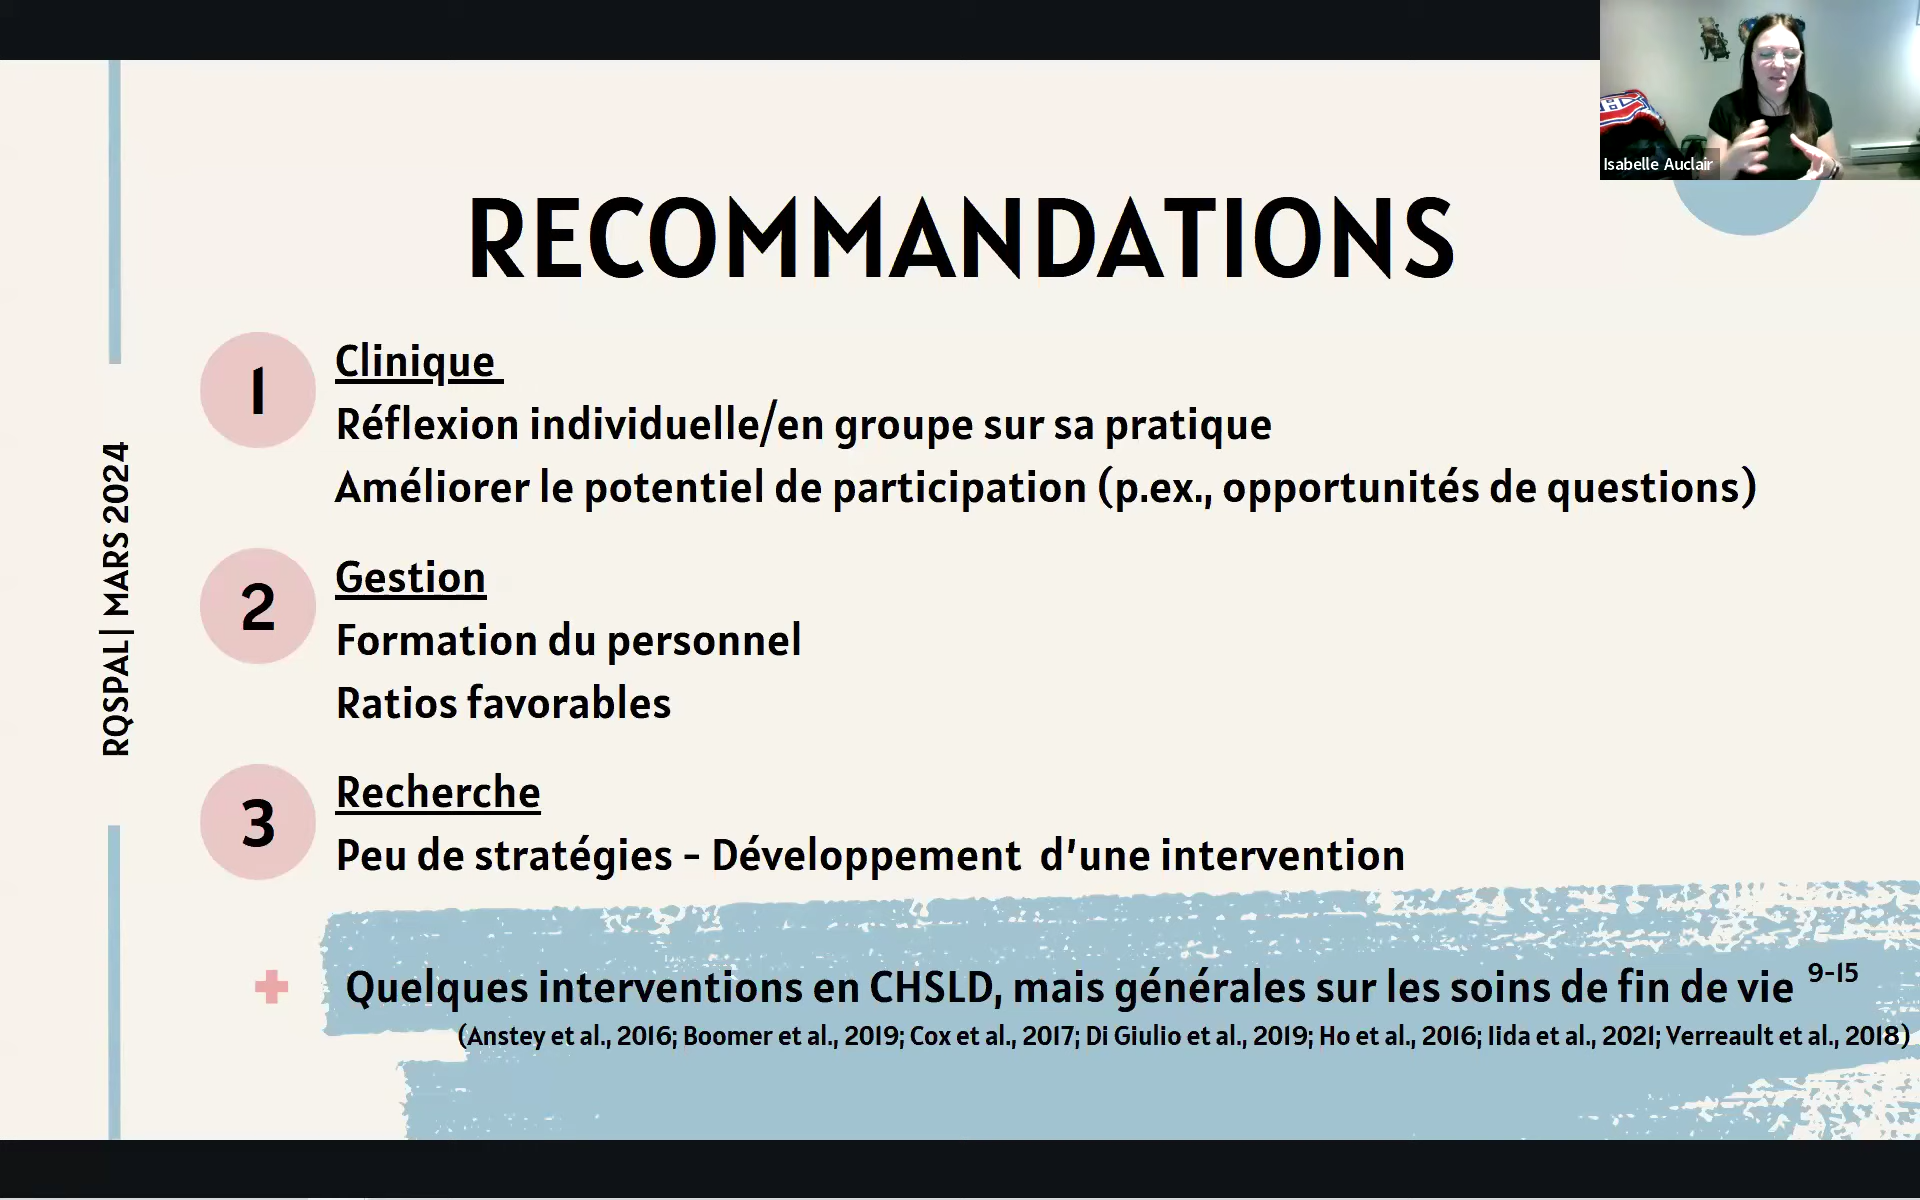 Isabelle Auclair
RECOMMANDATIONS
RQSPAL| MARS 2024
1
Clinique
Réflexion individuelle/en groupe sur sa pratique
Améliorer le potentiel de participation (p.ex., opportunités de questions)
2
Gestion
Formation du personnel
Ratios favorables
3
Recherche
Peu de stratégies - Développement d'une intervention
+ Quelques interventions en CHSLD, mais générales sur les soins de fin de vie 9-15
(Anstey et al., 2016; Boomer et al., 2019; Cox et al., 2017; Di Giulio et al., 2019; Ho et al., 2016; Iida et al., 2021; Verreault et al., 2018)